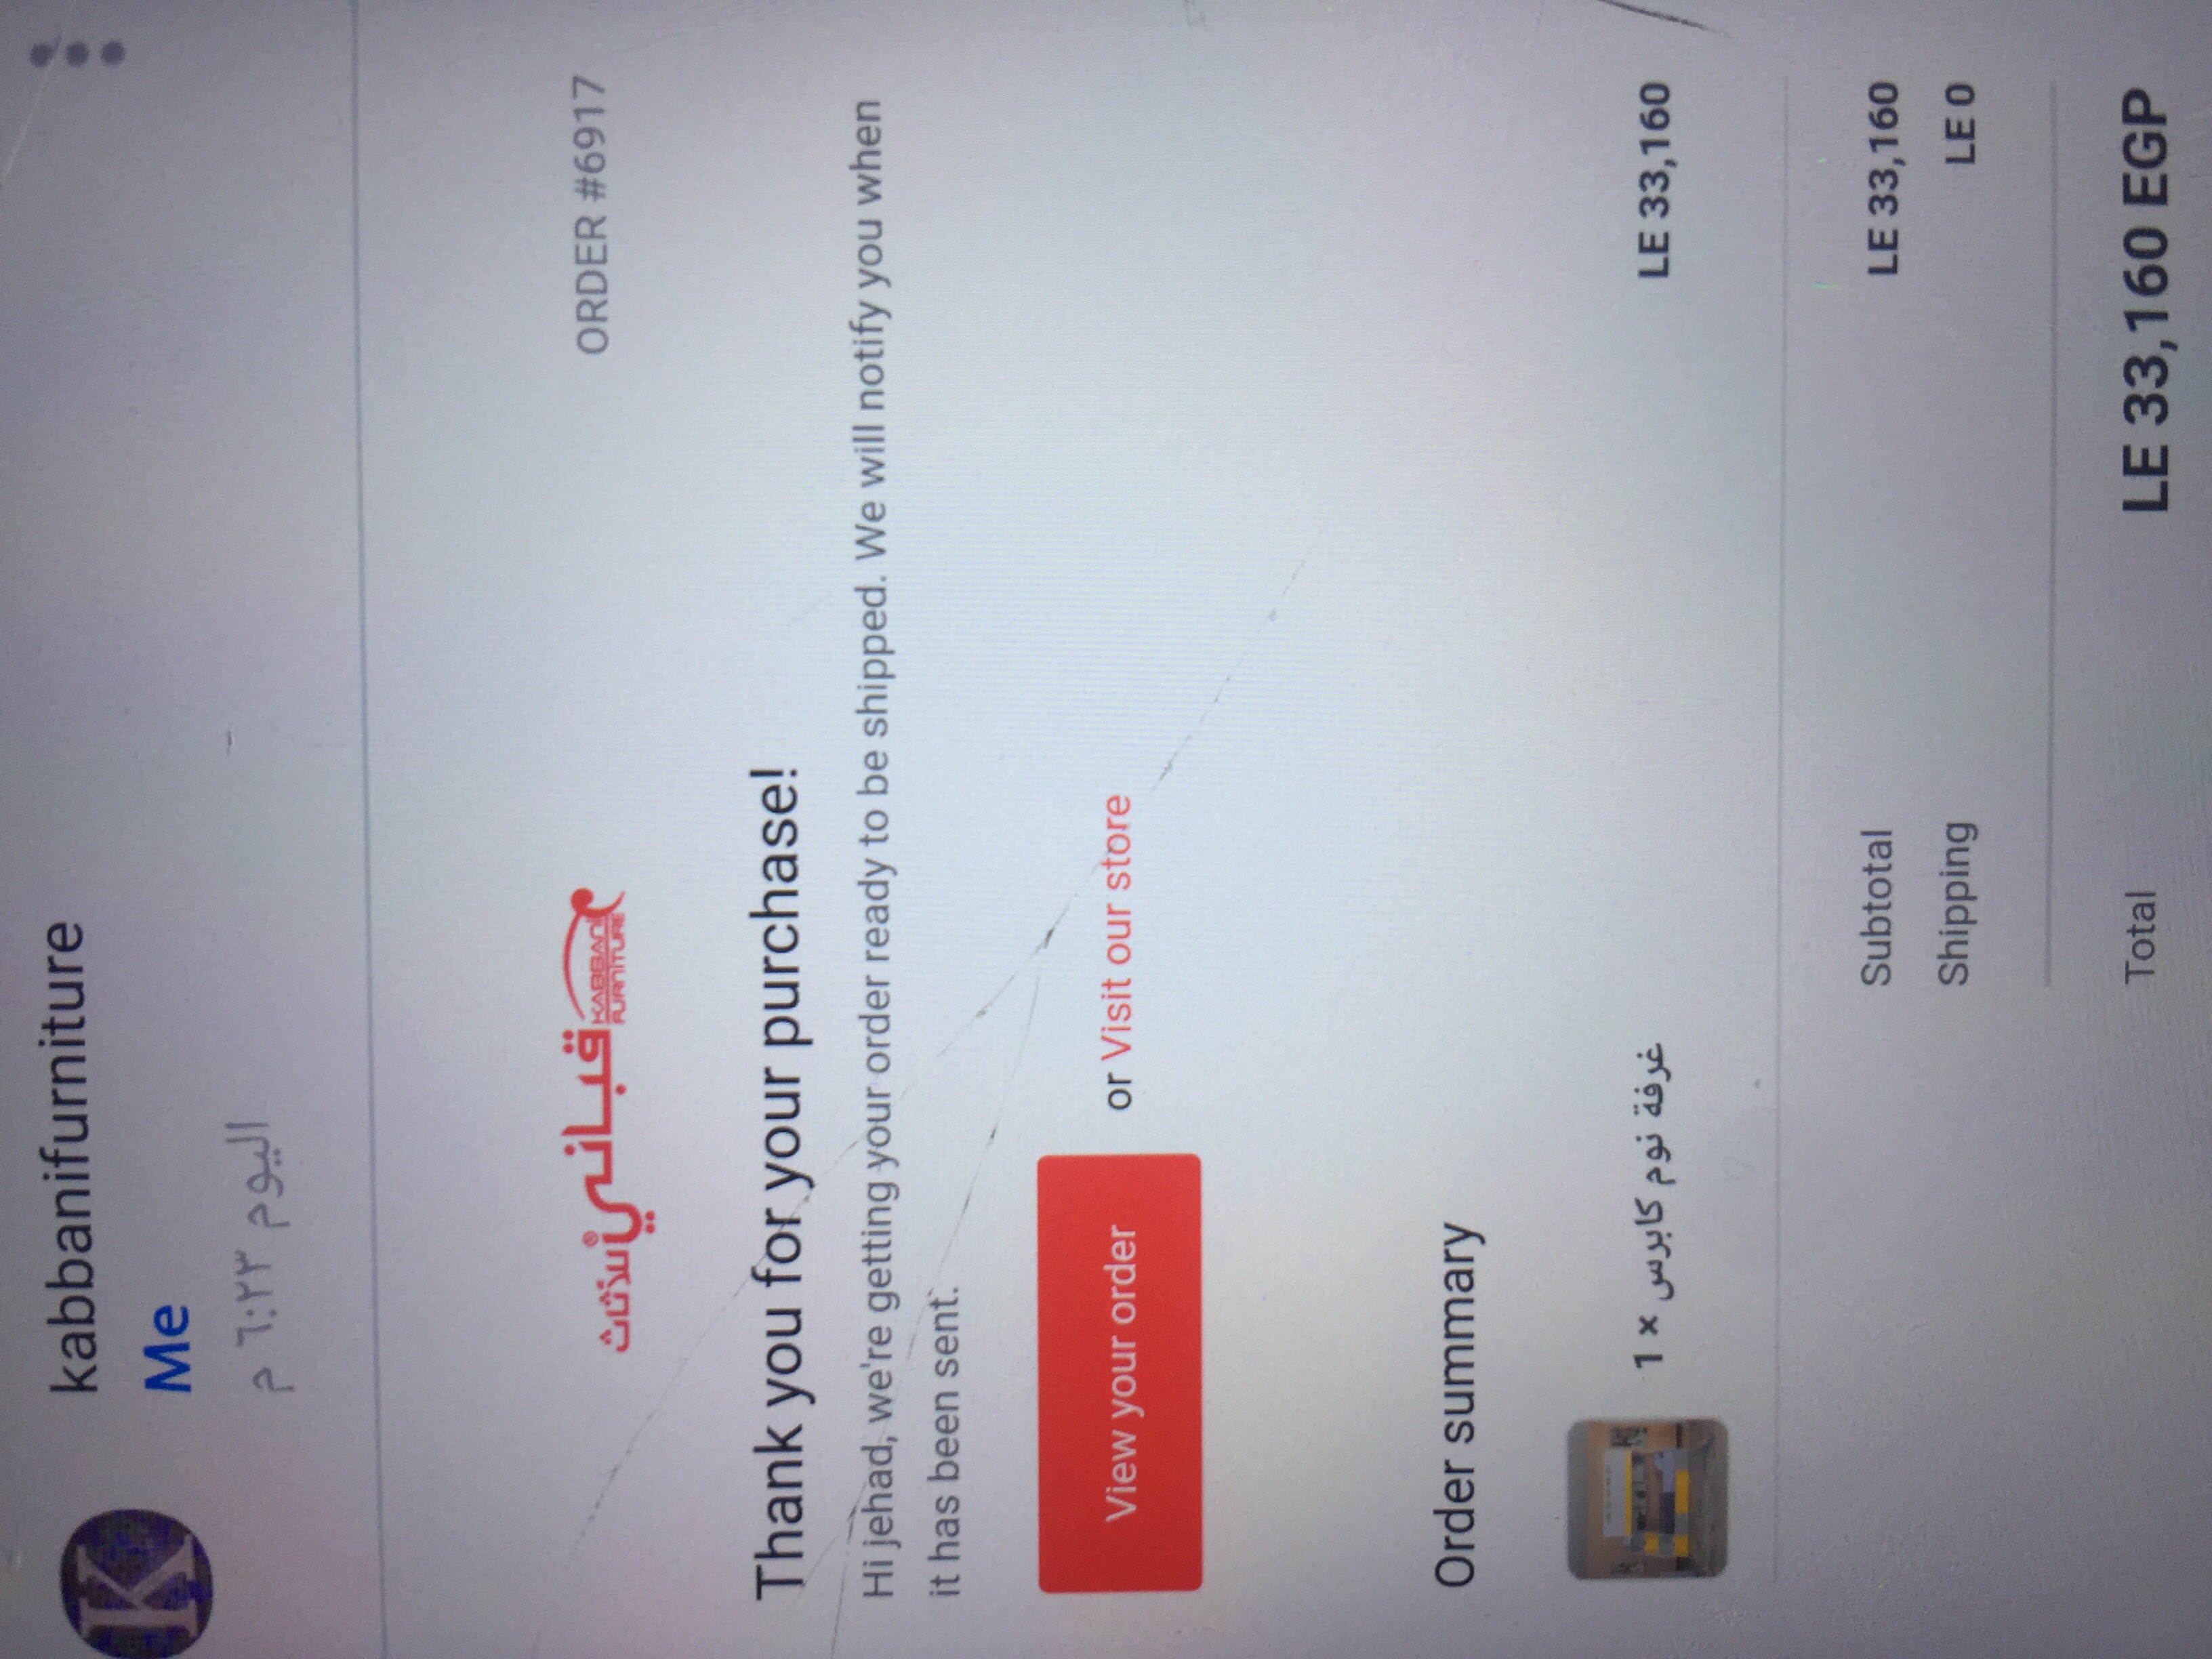 K
kabbanifurniture
Me
اليوم ٦:٢٣ م
قباني للأثاث
KABBANI
FURNITURE
ORDER #6917
Thank you for your purchase!
Hi jehad, we're getting your order ready to be shipped. We will notify you when
it has been sent.
View your order or Visit our store
Order summary
غرفة نوم كابرس × 1 LE 33,160
Subtotal LE 33,160
Shipping LE 0
Total LE 33,160 EGP